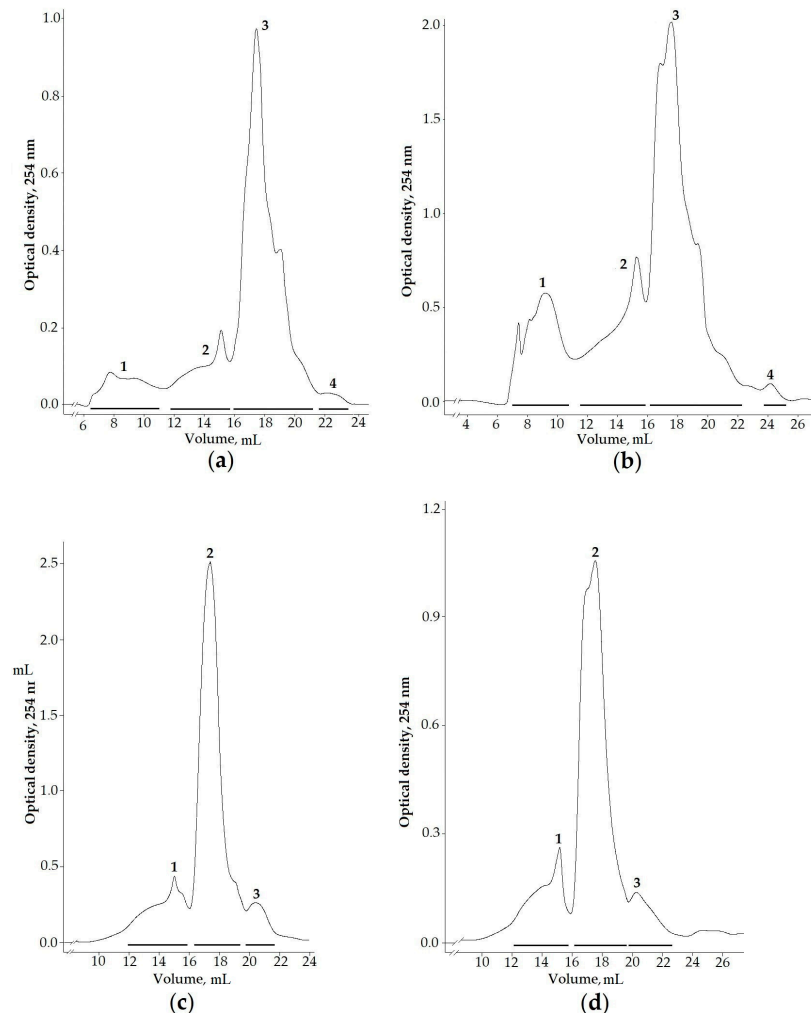 1.0
0.8
0.6
0.4
0.2
0.0
Optical density, 254 nm
1
2
3
4
6 8 10 12 14 16 18 20 22 24
Volume, mL
(a)
2.0
1.5
1.0
0.5
0.0
Optical density, 254 nm
1
2
3
4
4 6 8 10 12 14 16 18 20 22 24 26
Volume, mL
(b)
2.5
2.0
1.5
1.0
0.5
0.0
mL
Optical density, 254 nr
1
2
3
10 12 14 16 18 20 22 24
Volume, mL
(c)
1.2
0.9
0.6
0.3
0.0
Optical density, 254 nm
1
2
3
10 12 14 16 18 20 22 24 26
Volume, mL
(d)